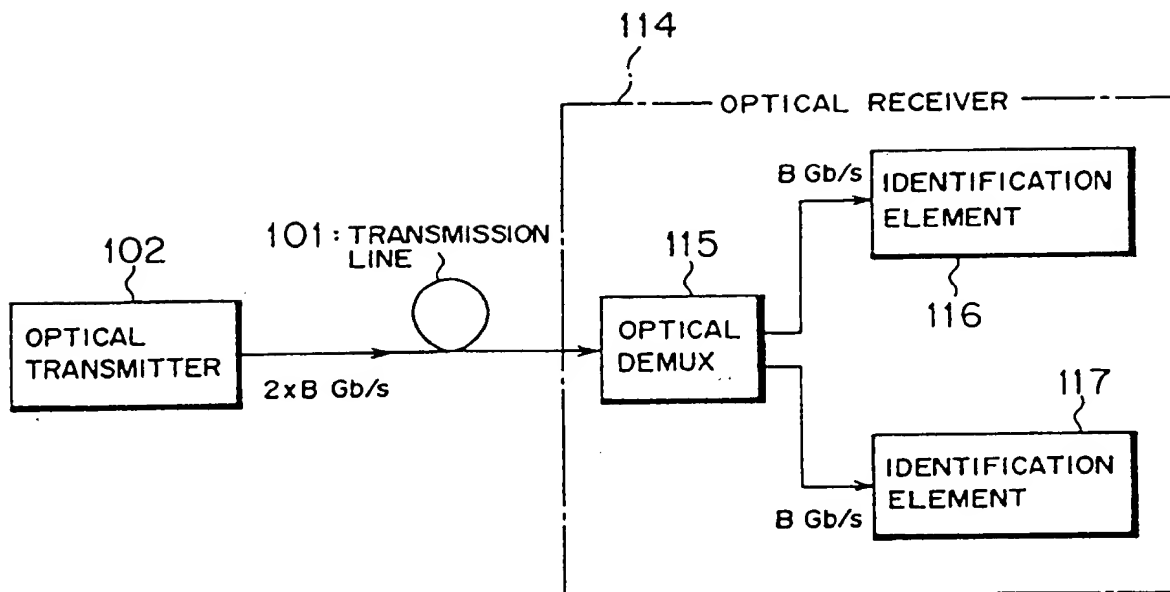 114
OPTICAL RECEIVER
B Gb/s
IDENTIFICATION
ELEMENT
116
101: TRANSMISSION
LINE
115
102
OPTICAL
TRANSMITTER
2xB Gb/s
OPTICAL
DEMUX
117
IDENTIFICATION
ELEMENT
B Gb/s